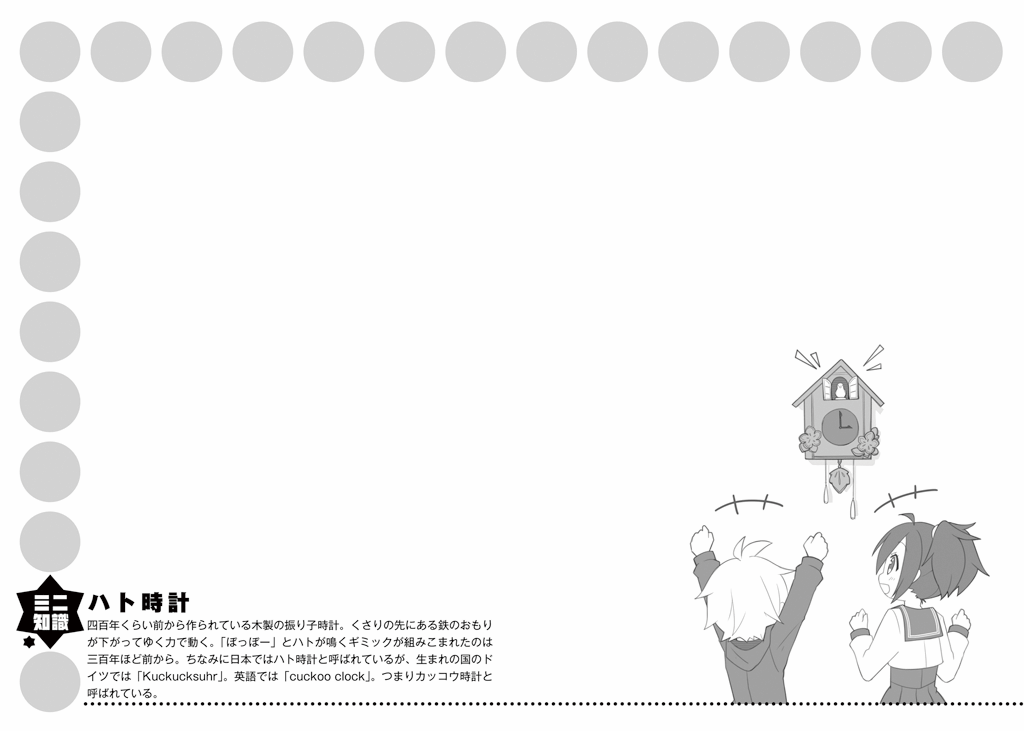 ミニ
知識
ハト時計
四百年くらい前から作られている木製の振り子時計。くさりの先にある鉄のおもり
が下がってゆく力で動く。「ぽっぽー」とハトが鳴くギミックが組みこまれたのは
三百年ほど前から。ちなみに日本ではハト時計と呼ばれているが、生まれの国のド
イツでは「Kuckucksuhr」。英語では「cuckoo clock」。つまりカッコウ時計と
呼ばれている。